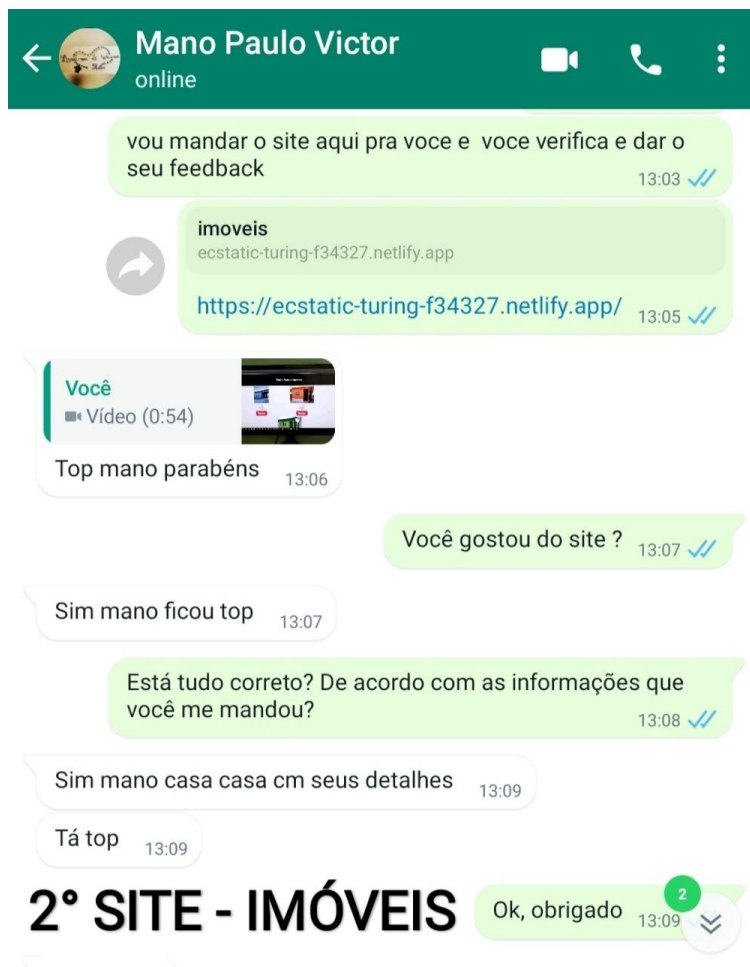 Mano Paulo Victor
online
vou mandar o site aqui pra voce e  voce verifica e dar o
seu feedback
13:03
imoveis
ecstatic-turing-f34327.netlify.app
https://ecstatic-turing-f34327.netlify.app/
13:05
Você
Vídeo (0:54)
Top mano parabéns
13:06
Você gostou do site ?
13:07
Sim mano ficou top
13:07
Está tudo correto? De acordo com as informações que
você me mandou?
13:08
Sim mano casa casa cm seus detalhes
13:09
Tá top
13:09
2° SITE - IMÓVEIS
Ok, obrigado
13:09
2